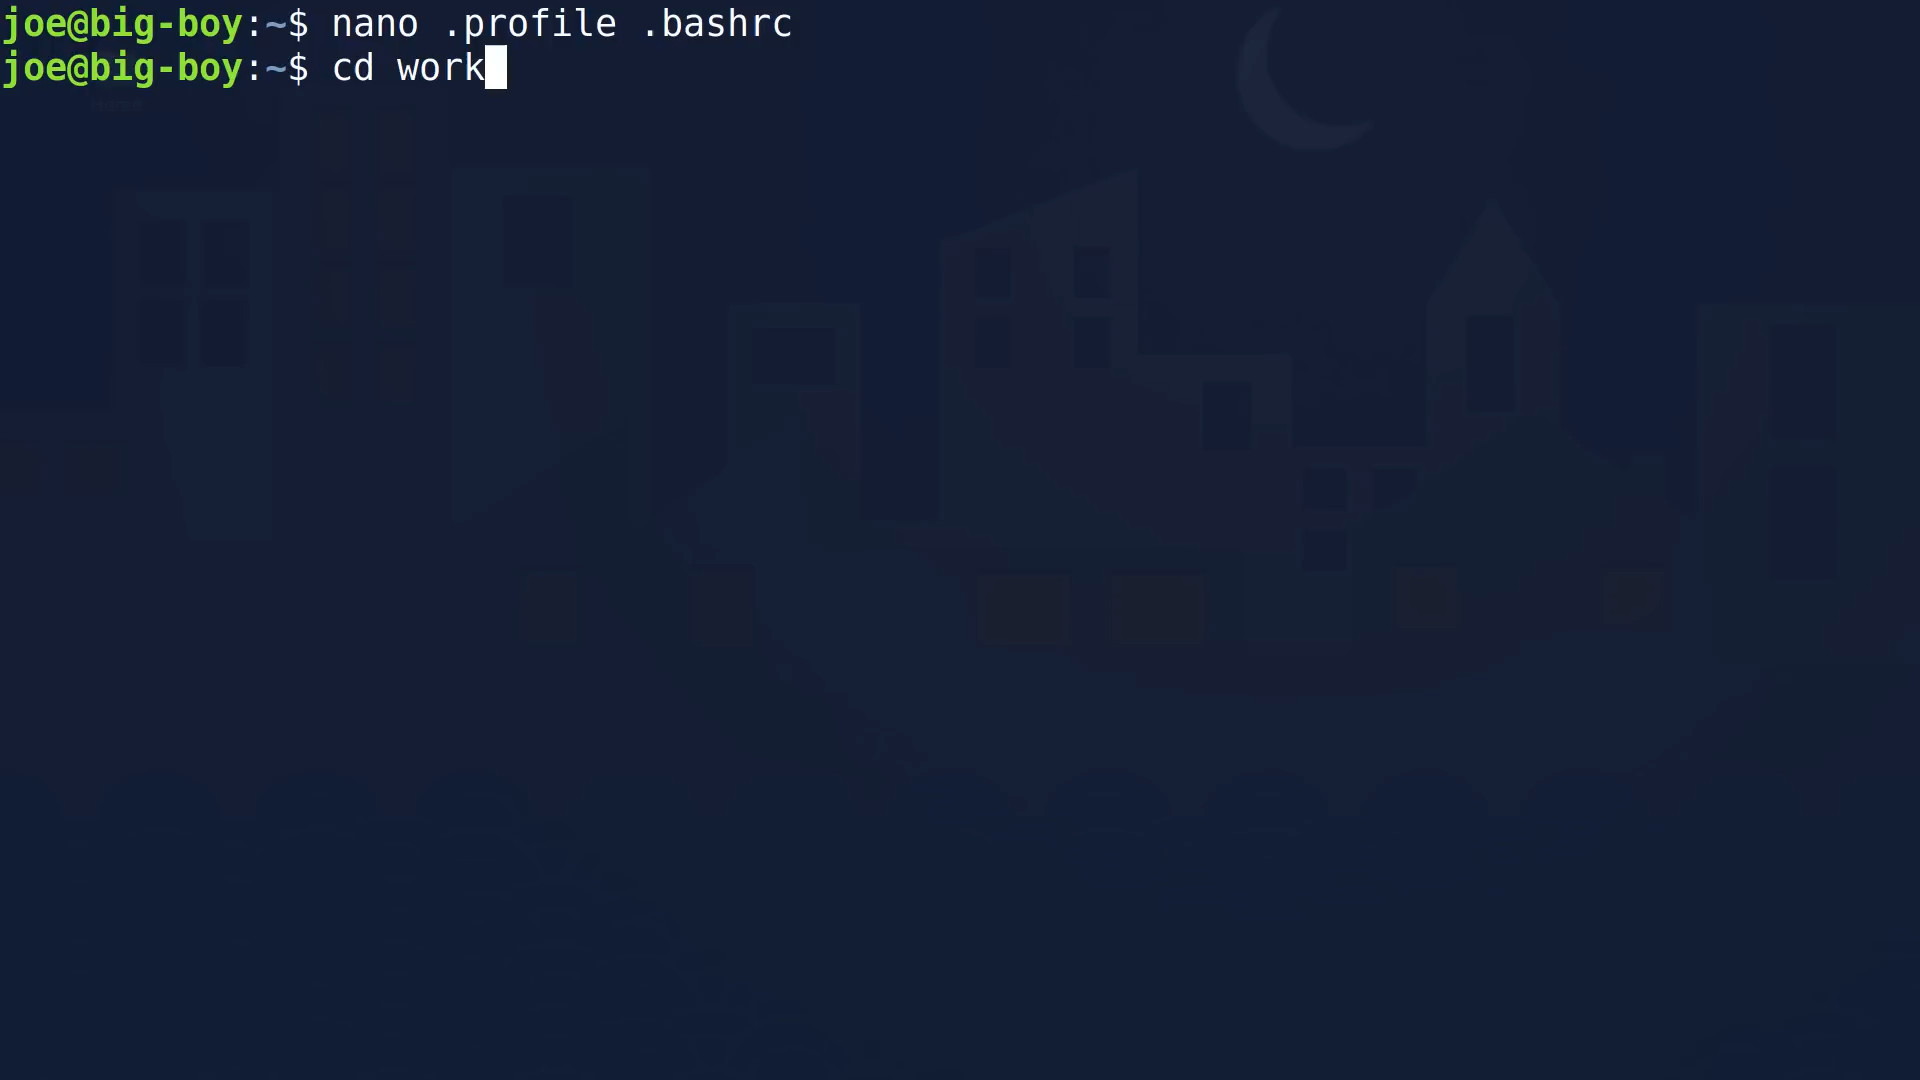 joe@big-boy:~$ nano .profile .bashrc
joe@big-boy:~$ cd work